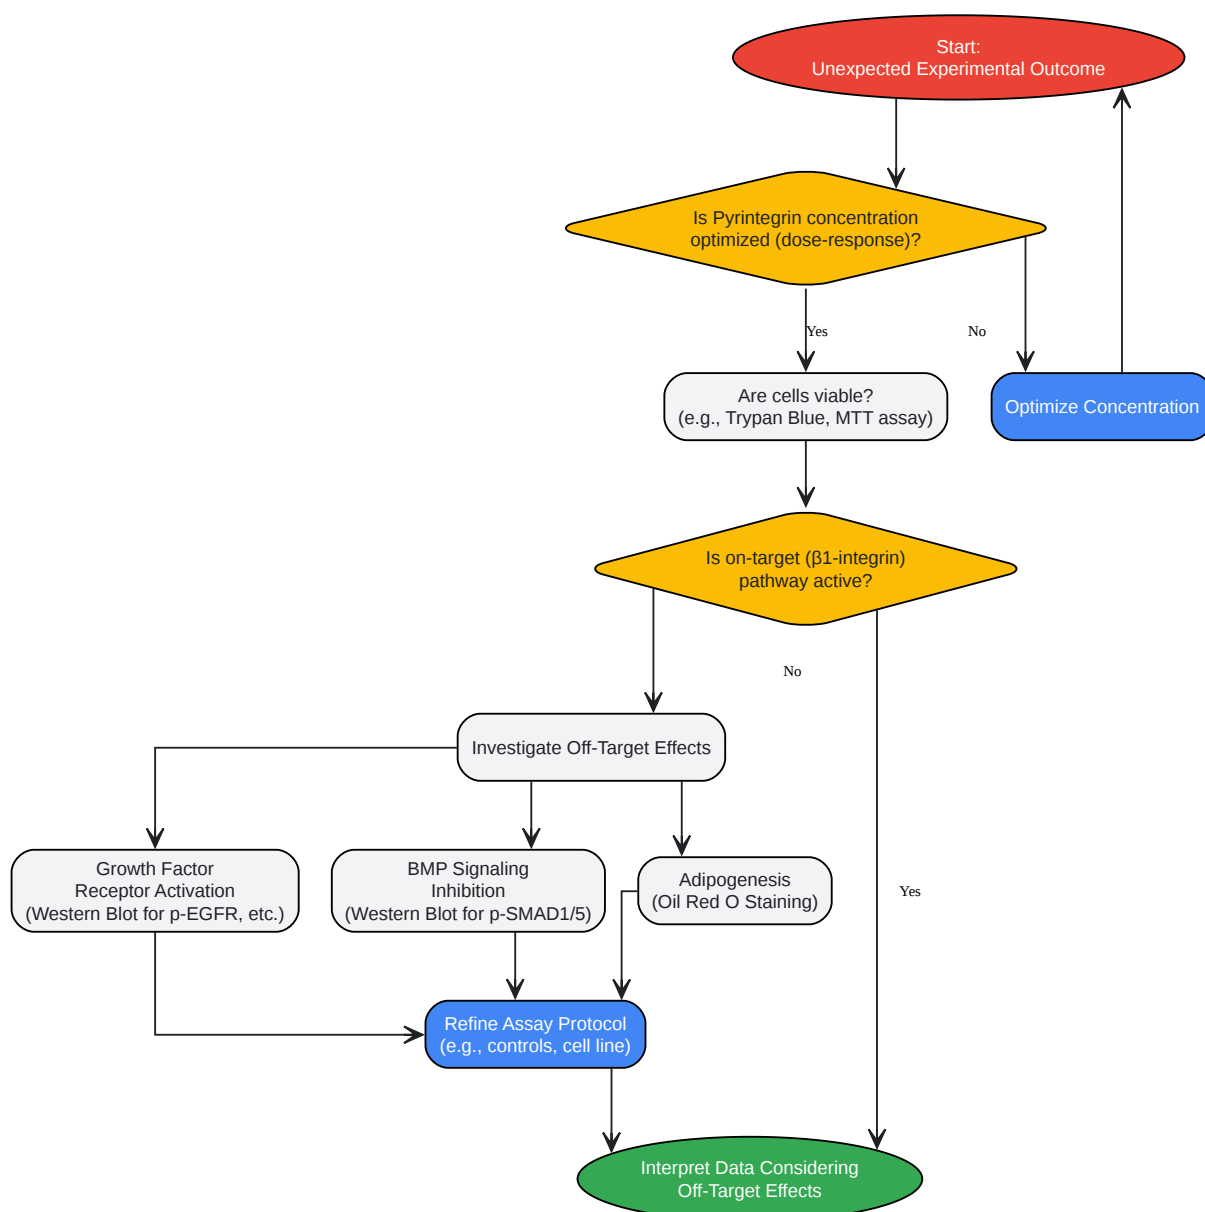 Start:
Unexpected Experimental Outcome
Is Pyrintegrin concentration
optimized (dose-response)?
Yes
No
Are cells viable?
(e.g., Trypan Blue, MTT assay)
Optimize Concentration
Is on-target (β1-integrin)
pathway active?
No
Investigate Off-Target Effects
Growth Factor
Receptor Activation
(Western Blot for p-EGFR, etc.)
BMP Signaling
Inhibition
(Western Blot for p-SMAD1/5)
Adipogenesis
(Oil Red O Staining)
Yes
Refine Assay Protocol
(e.g., controls, cell line)
Interpret Data Considering
Off-Target Effects